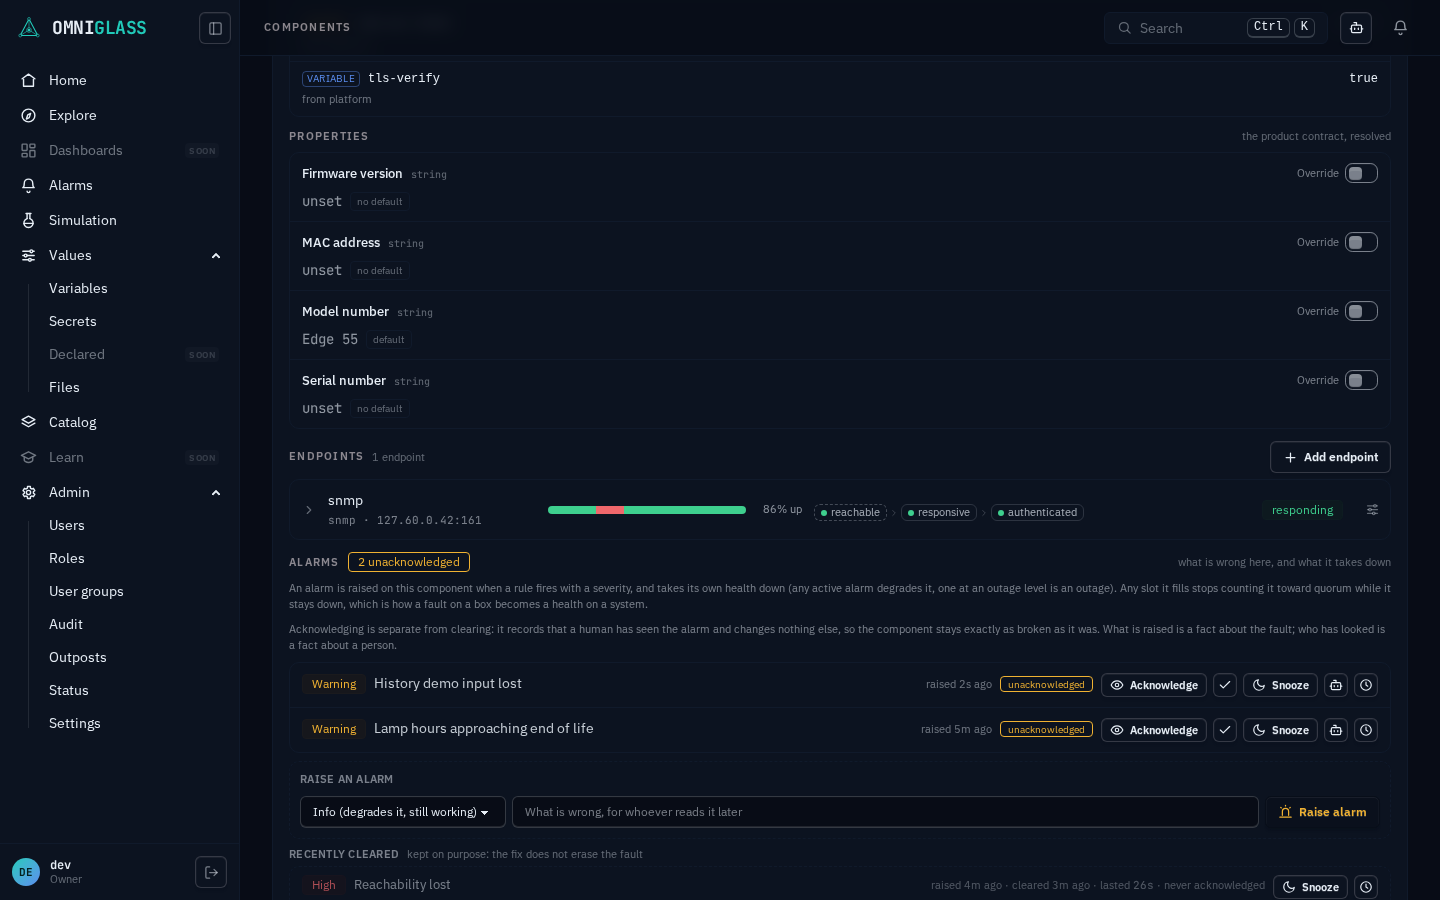 OMNIGLASS
COMPONENTS
Search
Ctrl K
Home
Explore
Dashboards SOON
Alarms
Simulation
Values
Variables
Secrets
Declared SOON
Files
Catalog
Learn SOON
Admin
Users
Roles
User groups
Audit
Outposts
Status
Settings
DE
dev
Owner
VARIABLE tls-verify true
from platform
PROPERTIES the product contract, resolved
Firmware version string Override
unset no default
MAC address string Override
unset no default
Model number string Override
Edge 55 default
Serial number string Override
unset no default
ENDPOINTS 1 endpoint Add endpoint
snmp
snmp · 127.60.0.42:161
86% up reachable responsive authenticated responding
ALARMS 2 unacknowledged what is wrong here, and what it takes down
An alarm is raised on this component when a rule fires with a severity, and takes its own health down (any active alarm degrades it, one at an outage level is an outage). Any slot it fills stops counting it toward quorum while it
stays down, which is how a fault on a box becomes a health on a system.
Acknowledging is separate from clearing: it records that a human has seen the alarm and changes nothing else, so the component stays exactly as broken as it was. What is raised is a fact about the fault; who has looked is
a fact about a person.
Warning History demo input lost raised 2s ago unacknowledged Acknowledge Snooze
Warning Lamp hours approaching end of life raised 5m ago unacknowledged Acknowledge Snooze
RAISE AN ALARM
Info (degrades it, still working) What is wrong, for whoever reads it later Raise alarm
RECENTLY CLEARED kept on purpose: the fix does not erase the fault
High Reachability lost raised 4m ago · cleared 3m ago · lasted 26s · never acknowledged Snooze